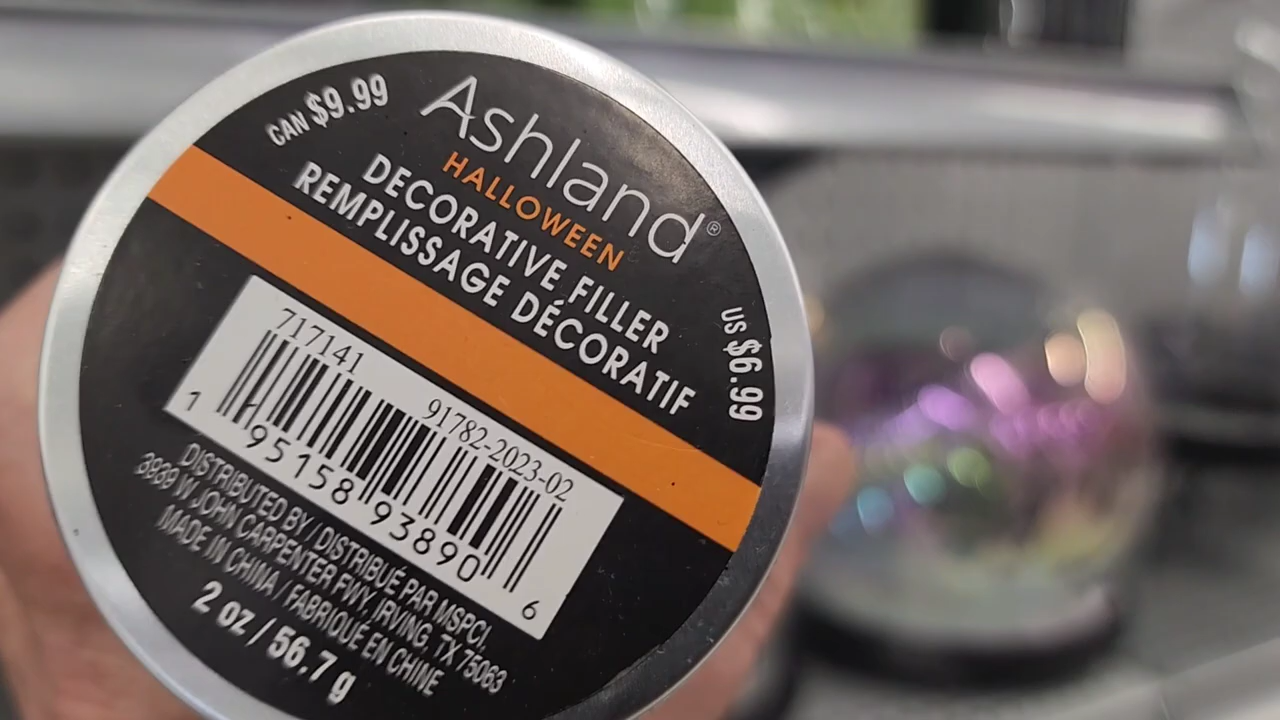 CAN $9.99
Ashland®
HALLOWEEN
DECORATIVE FILLER
REMPLISSAGE DÉCORATIF
US $6.99
717141
91782-2023-02
1 95158 93890 6
DISTRIBUTED BY / DISTRIBUÉ PAR MSPCI,
3939 W JOHN CARPENTER FWY, IRVING, TX 75063
MADE IN CHINA / FABRIQUÉ EN CHINE
2 oz / 56.7 g